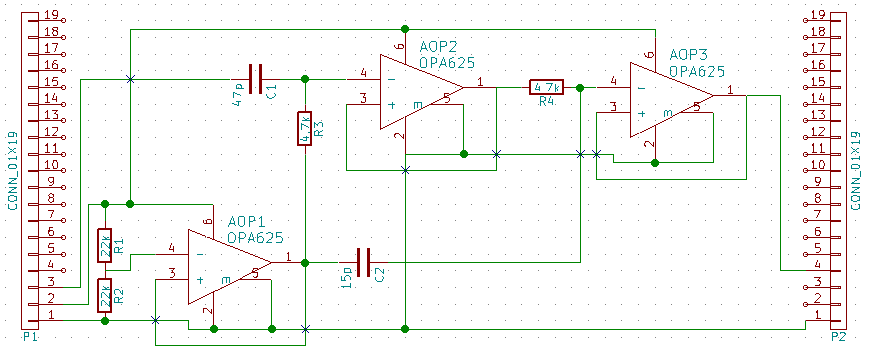 19
18
17
16
15
14
13
12
11
10
9
8
7
6
5
4
3
2
1
CONN_01X19
P1
22k
R1
22k
R2
AOP1
OPA625
6
4
-
3
+
E
5
2
1
47p
C1
4.7k
R3
15p
C2
AOP2
OPA625
6
4
-
3
+
E
5
2
1
4.7k
R4
AOP3
OPA625
6
4
-
3
+
E
5
2
1
19
18
17
16
15
14
13
12
11
10
9
8
7
6
5
4
3
2
1
CONN_01X19
P2